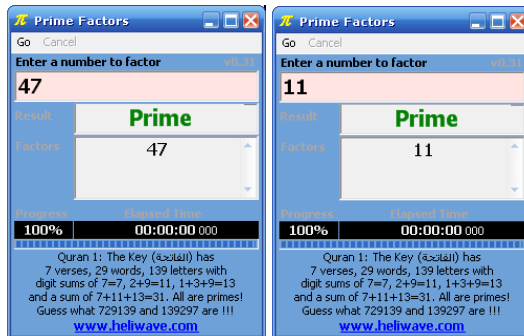 Prime Factors
Go Cancel
Enter a number to factor v0.31
47
Result Prime
Factors 47
Progress Elapsed Time
100% 00:00:00 000
Quran 1: The Key (الفاتحة) has
7 verses, 29 words, 139 letters with
digit sums of 7=7, 2+9=11, 1+3+9=13
and a sum of 7+11+13=31. All are primes!
Guess what 729139 and 139297 are !!!
www.heliwave.com
Prime Factors
Go Cancel
Enter a number to factor v0.31
11
Result Prime
Factors 11
Progress Elapsed Time
100% 00:00:00 000
Quran 1: The Key (الفاتحة) has
7 verses, 29 words, 139 letters with
digit sums of 7=7, 2+9=11, 1+3+9=13
and a sum of 7+11+13=31. All are primes!
Guess what 729139 and 139297 are !!!
www.heliwave.com